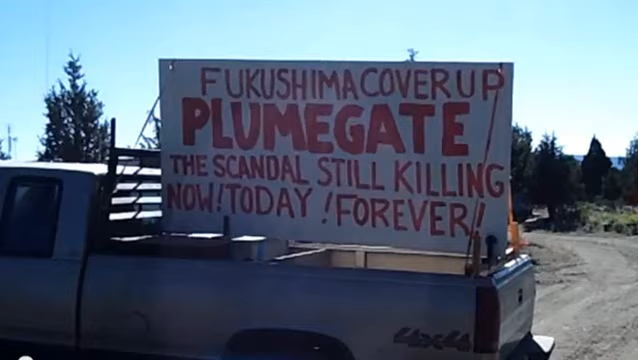 FUKUSHIMA COVER UP
PLUMEGATE
THE SCANDAL STILL KILLING
NOW! TODAY! FOREVER!
4x4